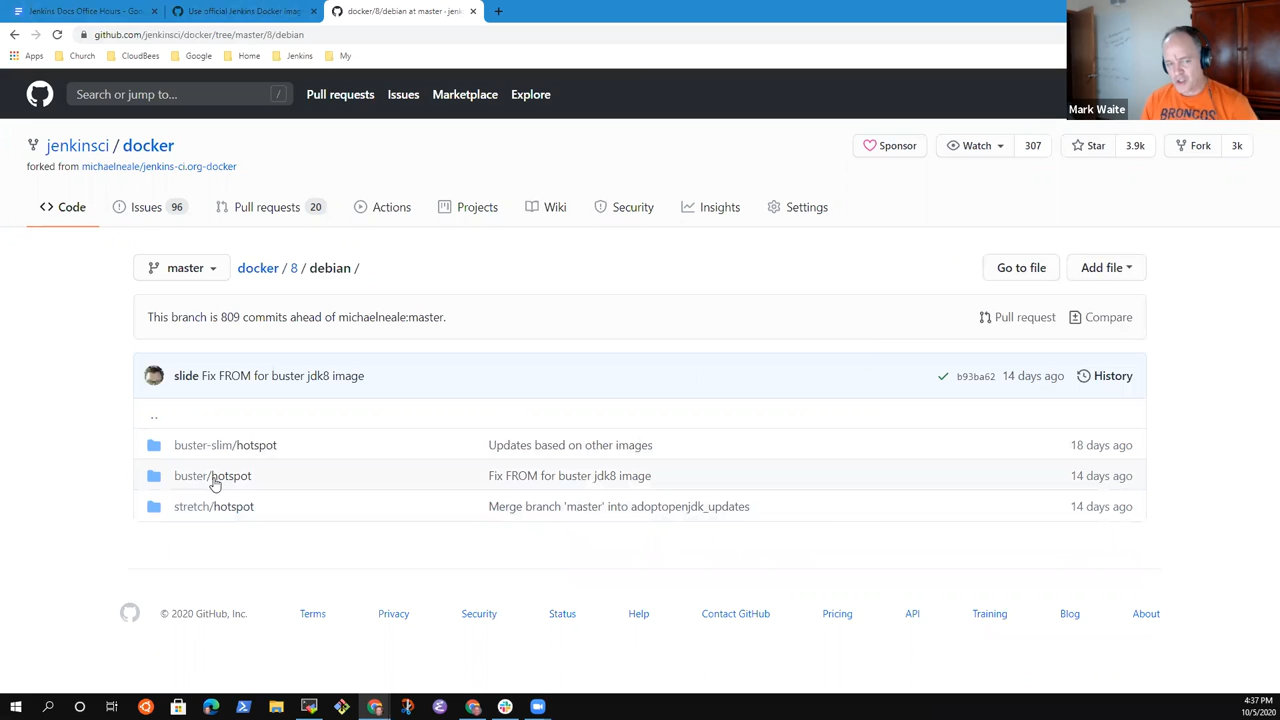 Jenkins Docs Office Hours - Goo
Use official Jenkins Docker imag
docker/8/debian at master · jenk
github.com/jenkinsci/docker/tree/master/8/debian
Apps
Church
CloudBees
Google
Home
Jenkins
My
Search or jump to...
/
Pull requests
Issues
Marketplace
Explore
BRONCOS
Mark Waite
jenkinsci / docker
forked from michaelneale/jenkins-ci.org-docker
Sponsor
Watch
307
Star
3.9k
Fork
3k
Code
Issues 96
Pull requests 20
Actions
Projects
Wiki
Security
Insights
Settings
master
docker / 8 / debian /
Go to file
Add file
This branch is 809 commits ahead of michaelneale:master.
Pull request
Compare
slide Fix FROM for buster jdk8 image
b93ba62 14 days ago
History
..
buster-slim/hotspot
Updates based on other images
18 days ago
buster/hotspot
Fix FROM for buster jdk8 image
14 days ago
stretch/hotspot
Merge branch 'master' into adoptopenjdk_updates
14 days ago
© 2020 GitHub, Inc.
Terms
Privacy
Security
Status
Help
Contact GitHub
Pricing
API
Training
Blog
About
4:37 PM
10/5/2020